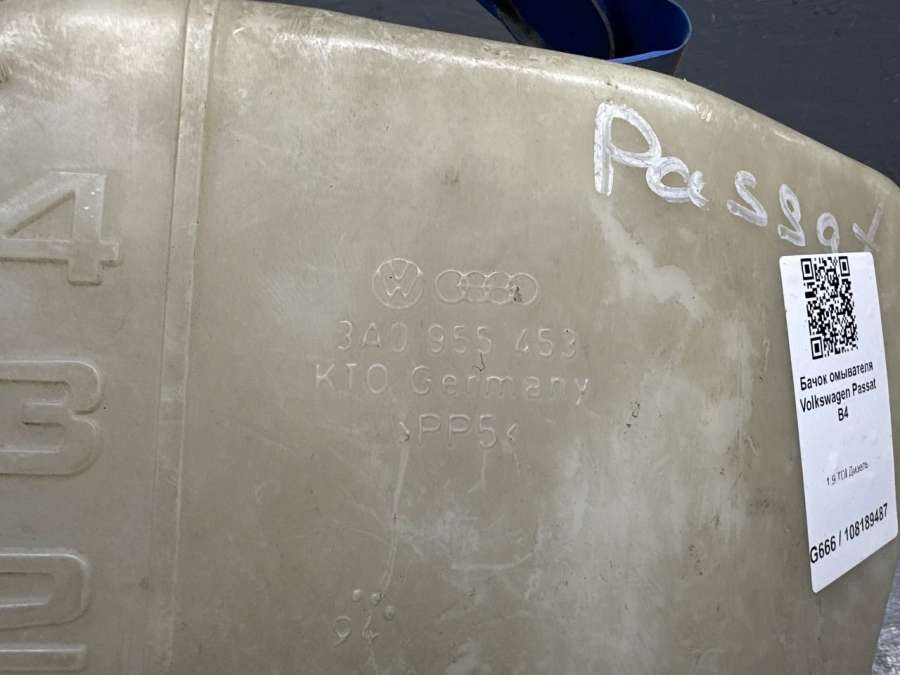 Passat
4
3A0 955 453
KTO Germany
3
>PP5<
94
Бачок омывателя
Volkswagen Passat
B4
1.9 TDI Дизель
G666 / 108189487